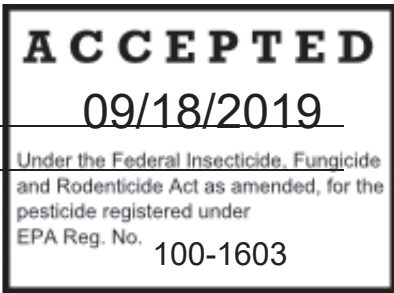 ACCEPTED
09/18/2019
Under the Federal Insecticide, Fungicide
and Rodenticide Act as amended, for the
pesticide registered under
EPA Reg. No. 100-1603